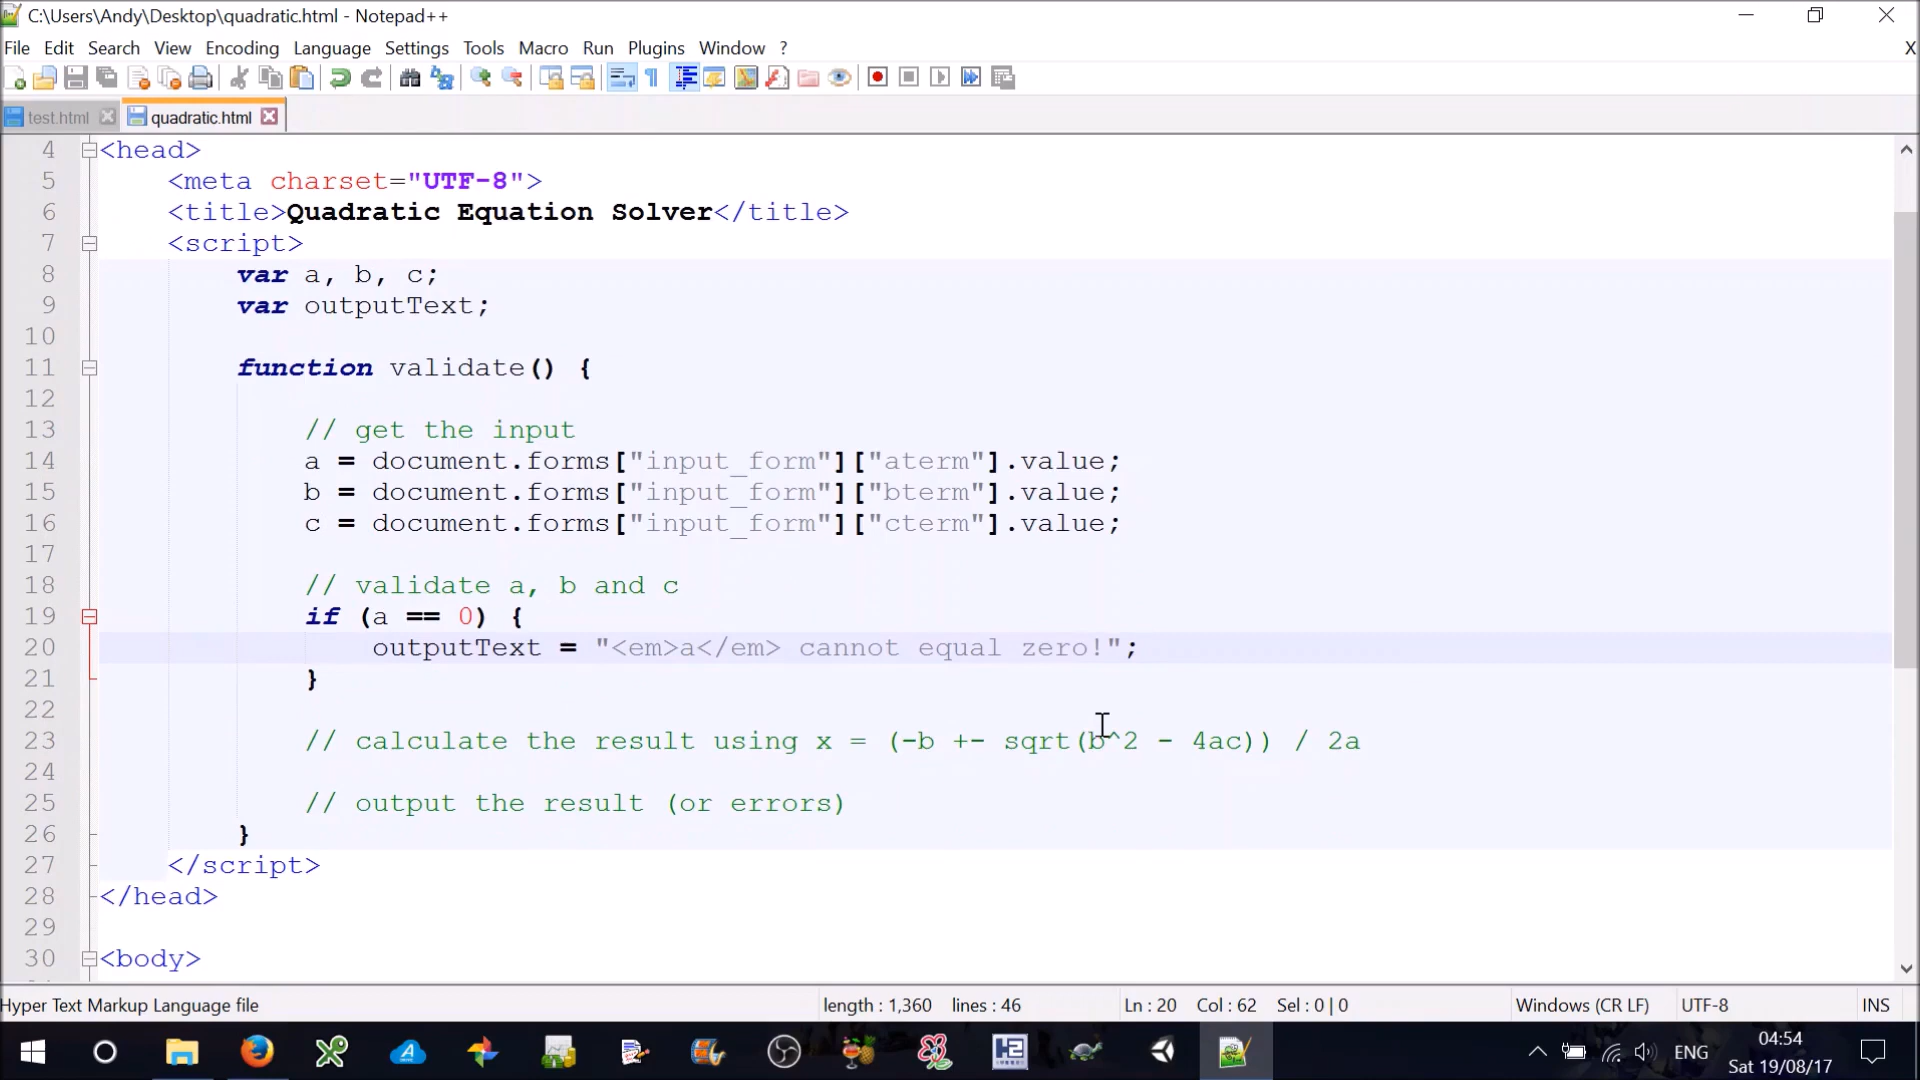 C:\Users\Andy\Desktop\quadratic.html - Notepad++
File Edit Search View Encoding Language Settings Tools Macro Run Plugins Window ? X
test.html quadratic.html
4 <head>
5 <meta charset="UTF-8">
6 <title>Quadratic Equation Solver</title>
7 <script>
8 var a, b, c;
9 var outputText;
10
11 function validate() {
12
13 // get the input
14 a = document.forms["input_form"]["aterm"].value;
15 b = document.forms["input_form"]["bterm"].value;
16 c = document.forms["input_form"]["cterm"].value;
17
18 // validate a, b and c
19 if (a == 0) {
20 outputText = "<em>a</em> cannot equal zero!";
21 }
22
23 // calculate the result using x = (-b +- sqrt(b^2 - 4ac)) / 2a
24
25 // output the result (or errors)
26 }
27 </script>
28 </head>
29
30 <body>
Hyper Text Markup Language file length : 1,360 lines : 46 Ln : 20 Col : 62 Sel : 0 | 0 Windows (CR LF) UTF-8 INS
ENG
04:54
Sat 19/08/17